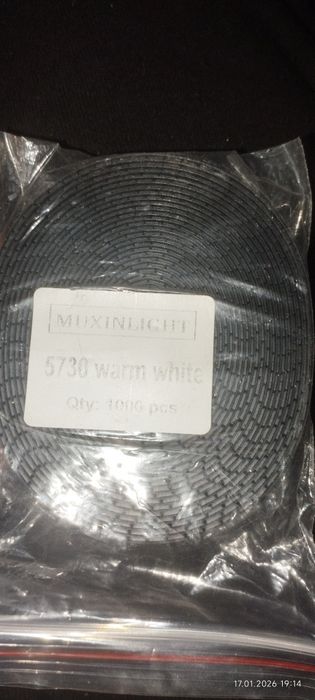 MUXINLIGHT
5730 warm white
Qty: 1000 pcs
17.01.2026 19:14